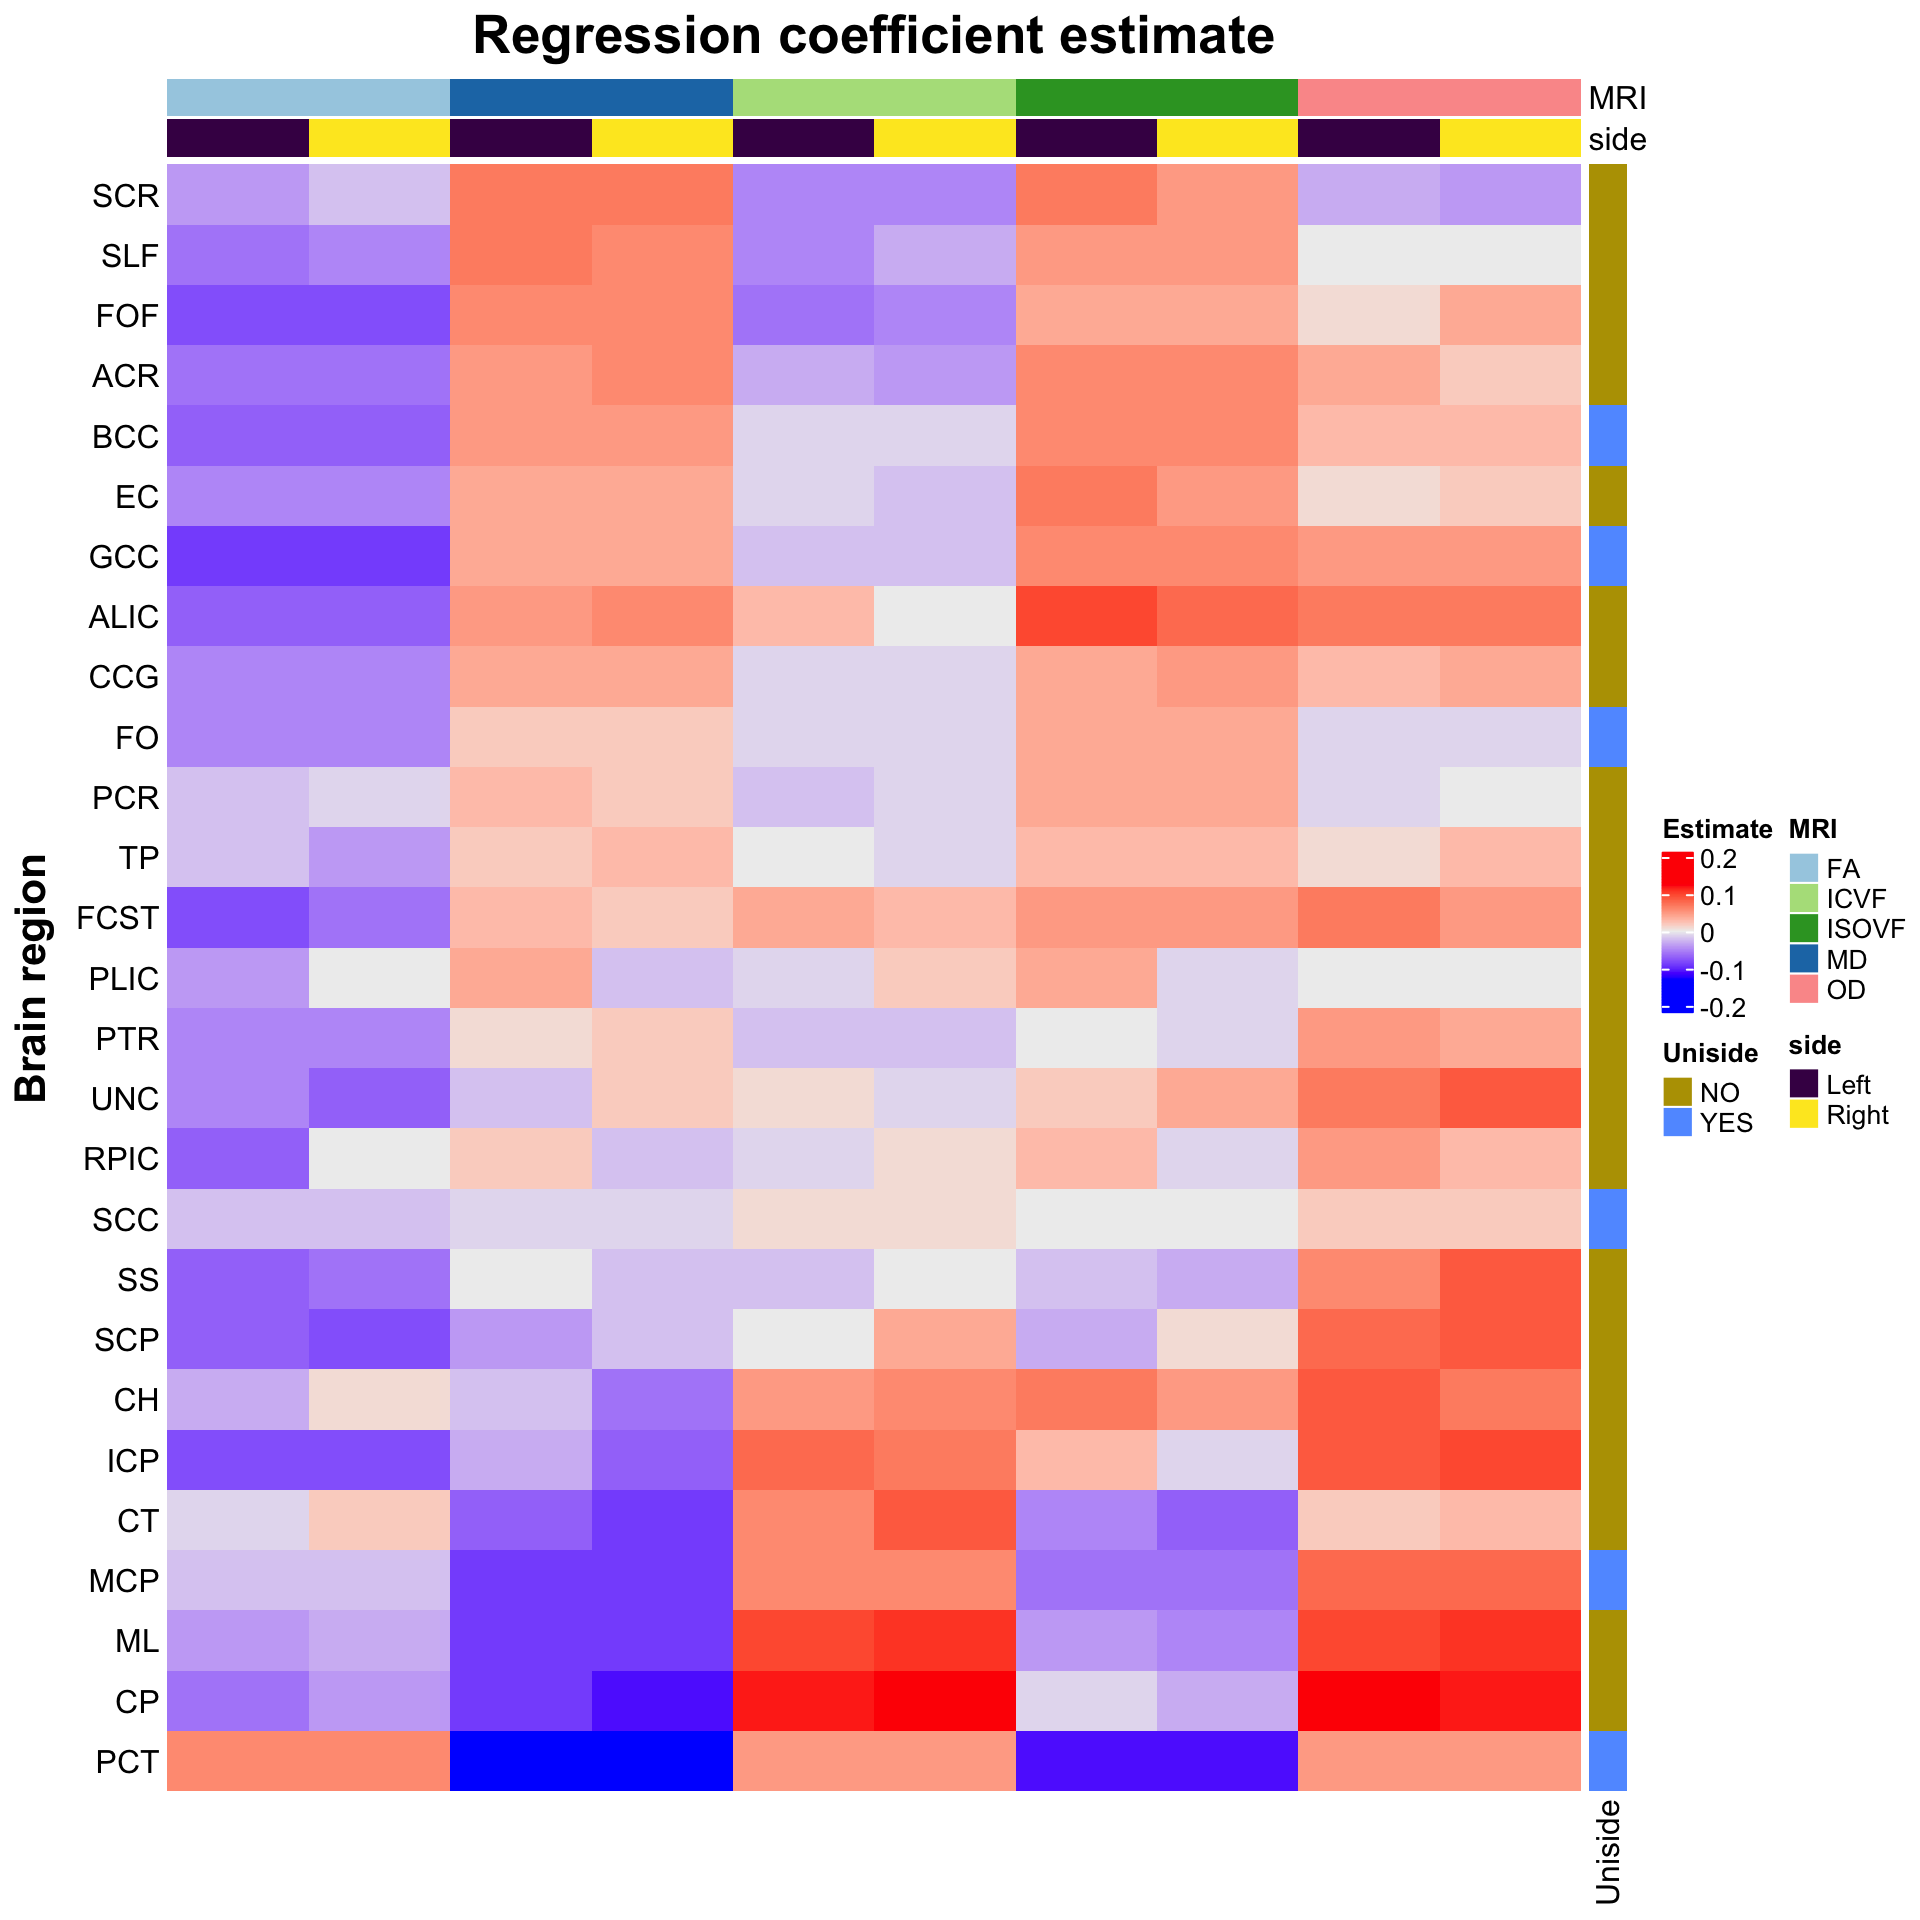 Regression coefficient estimate
MRI
side
SCR
SLF
FOF
ACR
BCC
EC
GCC
ALIC
CCG
FO
PCR
TP
FCST
PLIC
PTR
UNC
RPIC
SCC
SS
SCP
CH
ICP
CT
MCP
ML
CP
PCT
Brain region
Uniside
Estimate
0.2
0.1
0
-0.1
-0.2
Uniside
NO
YES
MRI
FA
ICVF
ISOVF
MD
OD
side
Left
Right